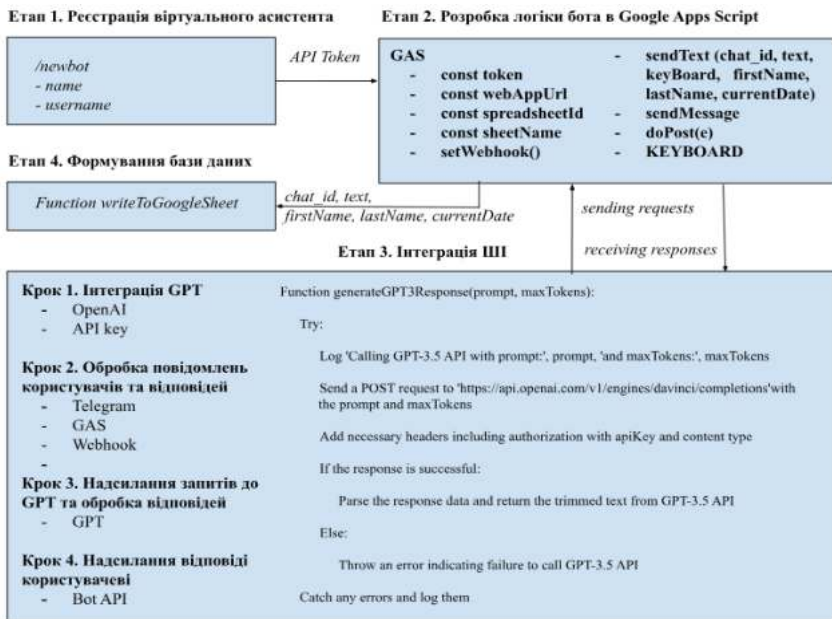 Етап 1. Реєстрація віртуального асистента
/newbot
- name
- username
API Token
Етап 2. Розробка логіки бота в Google Apps Script
GAS
- const token
- const webAppUrl
- const spreadsheetId
- const sheetName
- setWebhook()
- sendText (chat_id, text,
keyBoard, firstName,
lastName, currentDate)
- sendMessage
- doPost(e)
- KEYBOARD
Етап 4. Формування бази даних
Function writeToGoogleSheet
chat_id, text,
firstName, lastName, currentDate
sending requests
receiving responses
Етап 3. Інтеграція ШІ
Крок 1. Інтеграція GPT
- OpenAI
- API key
Крок 2. Обробка повідомлень
користувачів та відповідей
- Telegram
- GAS
- Webhook
-
Крок 3. Надсилання запитів до
GPT та обробка відповідей
- GPT
Крок 4. Надсилання відповіді
користувачеві
- Bot API
Function generateGPT3Response(prompt, maxTokens):
Try:
Log 'Calling GPT-3.5 API with prompt:', prompt, 'and maxTokens:', maxTokens
Send a POST request to 'https://api.openai.com/v1/engines/davinci/completions'with
the prompt and maxTokens
Add necessary headers including authorization with apiKey and content type
If the response is successful:
Parse the response data and return the trimmed text from GPT-3.5 API
Else:
Throw an error indicating failure to call GPT-3.5 API
Catch any errors and log them